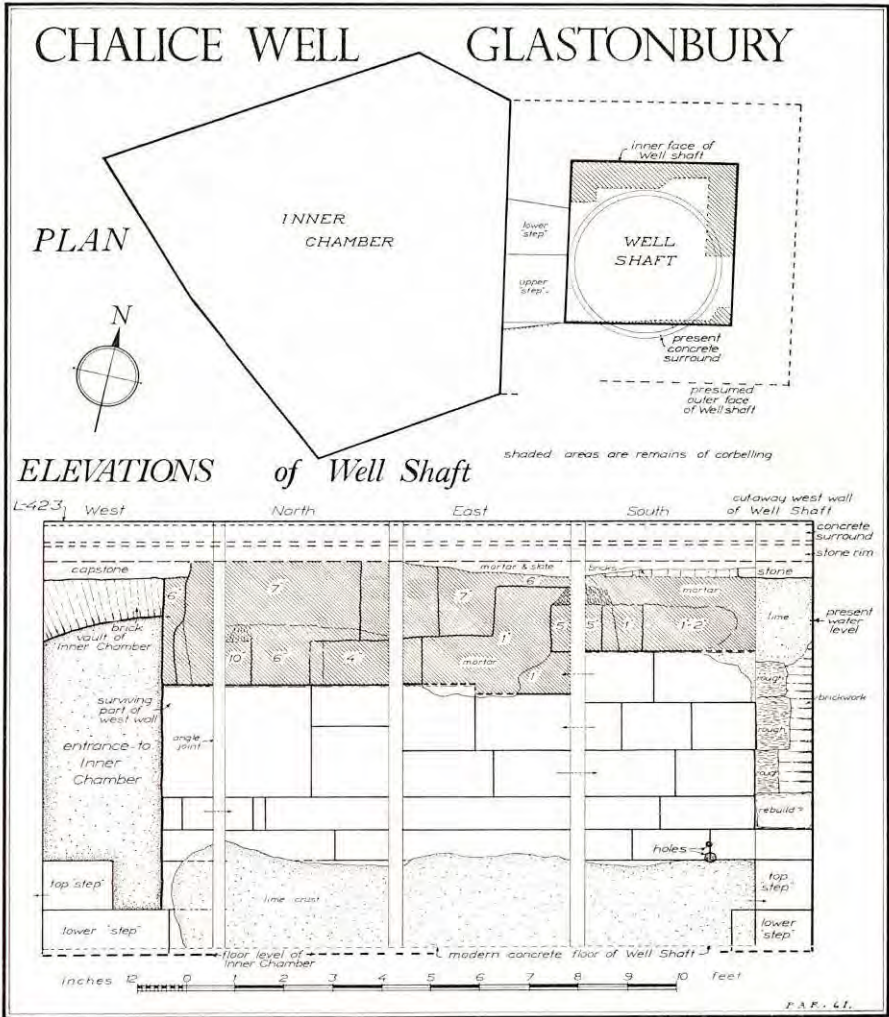 CHALICE WELL GLASTONBURY
inner face of
Well shaft
PLAN
INNER
CHAMBER
lower
"step"
upper
"step"
WELL
SHAFT
N
present
concrete
surround
presumed
outer face
of Wellshaft
shaded areas are remains of corbelling
ELEVATIONS of Well Shaft
L-423
West
North
East
South
cutaway west wall
of Well Shaft
concrete
surround
stone rim
capstone
mortar & slate
bricks
stone
6"
7"
7"
6"
mortar
lime
present
water
level
brick
vault of
Inner Chamber
10"
6"
4"
1"
5"
5"
1"
1"-2"
mortar
1"
rough
brickwork
surviving
part of
west wall
angle
joint
rough
entrance to
Inner
Chamber
rough
rebuild?
holes
top "step"
lime crust
top
"step"
lower "step"
lower
"step"
floor level of
Inner Chamber
modern concrete floor of Well Shaft
inches 12 0 1 2 3 4 5 6 7 8 9 10 feet
P.A.R. 61.